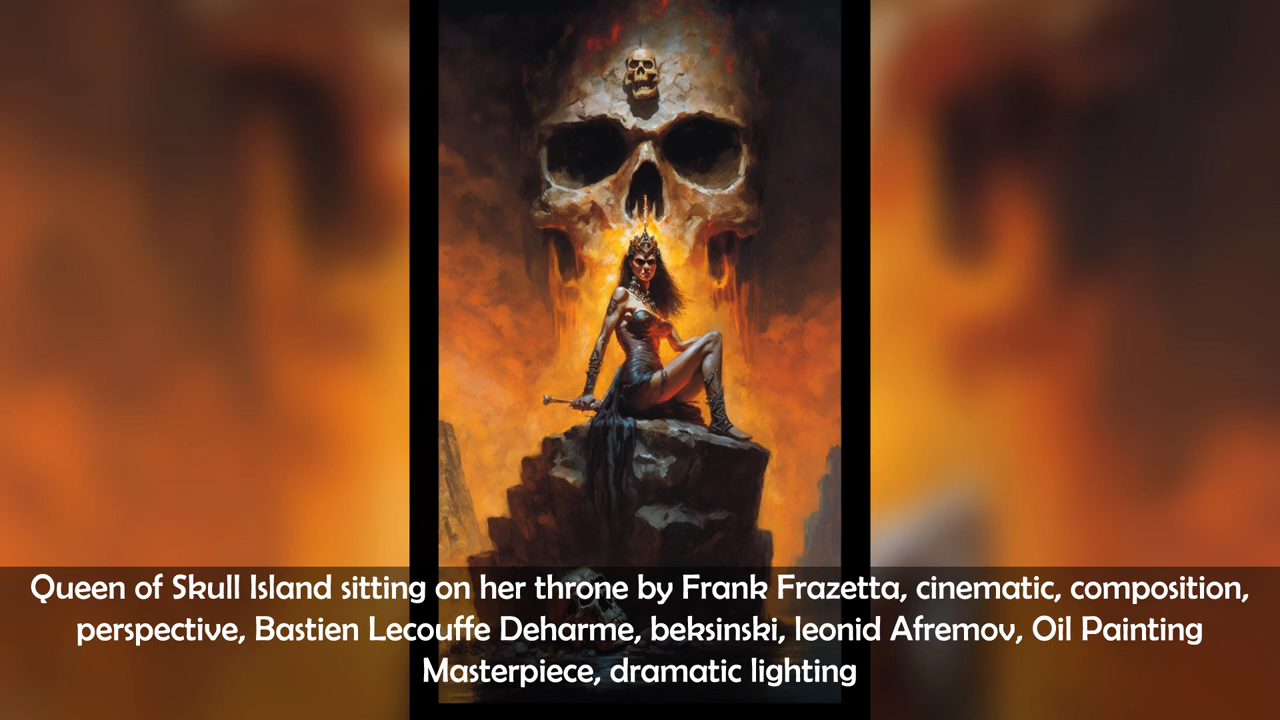 Queen of Skull Island sitting on her throne by Frank Frazetta, cinematic, composition,
perspective, Bastien Lecouffe Deharme, beksinski, leonid Afremov, Oil Painting
Masterpiece, dramatic lighting